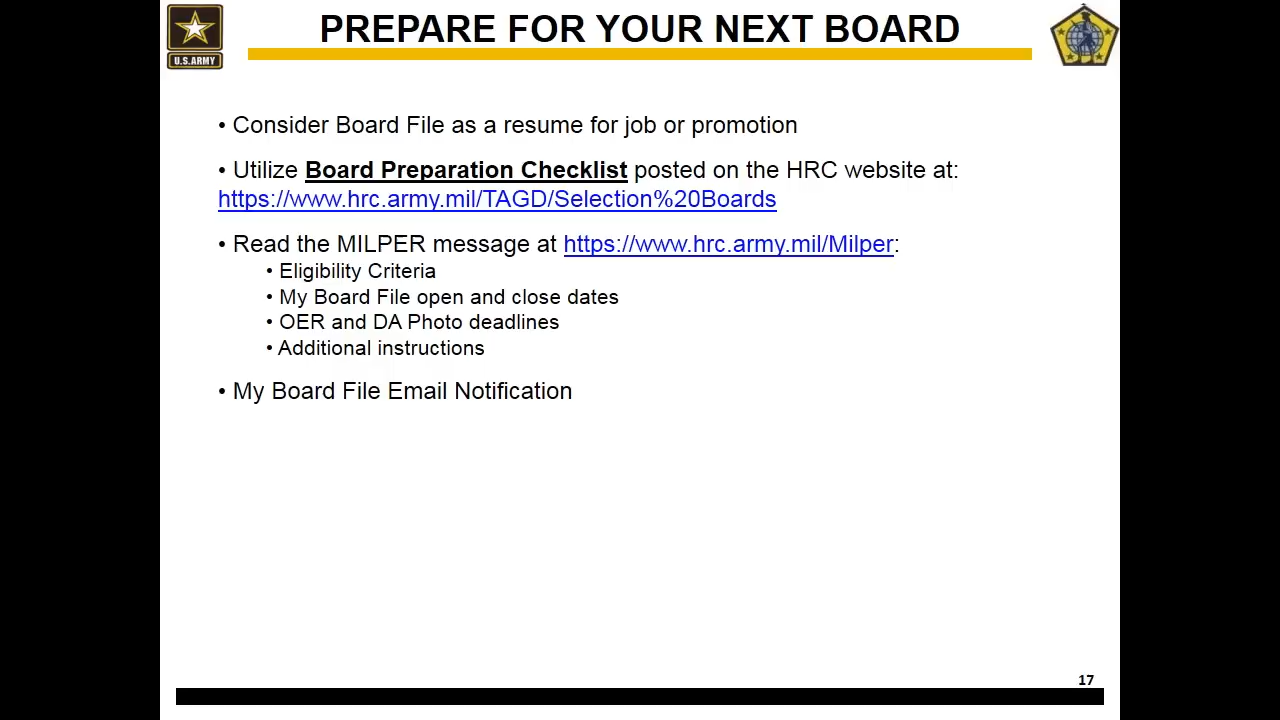 PREPARE FOR YOUR NEXT BOARD
U.S.ARMY
• Consider Board File as a resume for job or promotion
• Utilize Board Preparation Checklist posted on the HRC website at:
https://www.hrc.army.mil/TAGD/Selection%20Boards
• Read the MILPER message at https://www.hrc.army.mil/Milper:
• Eligibility Criteria
• My Board File open and close dates
• OER and DA Photo deadlines
• Additional instructions
• My Board File Email Notification
17